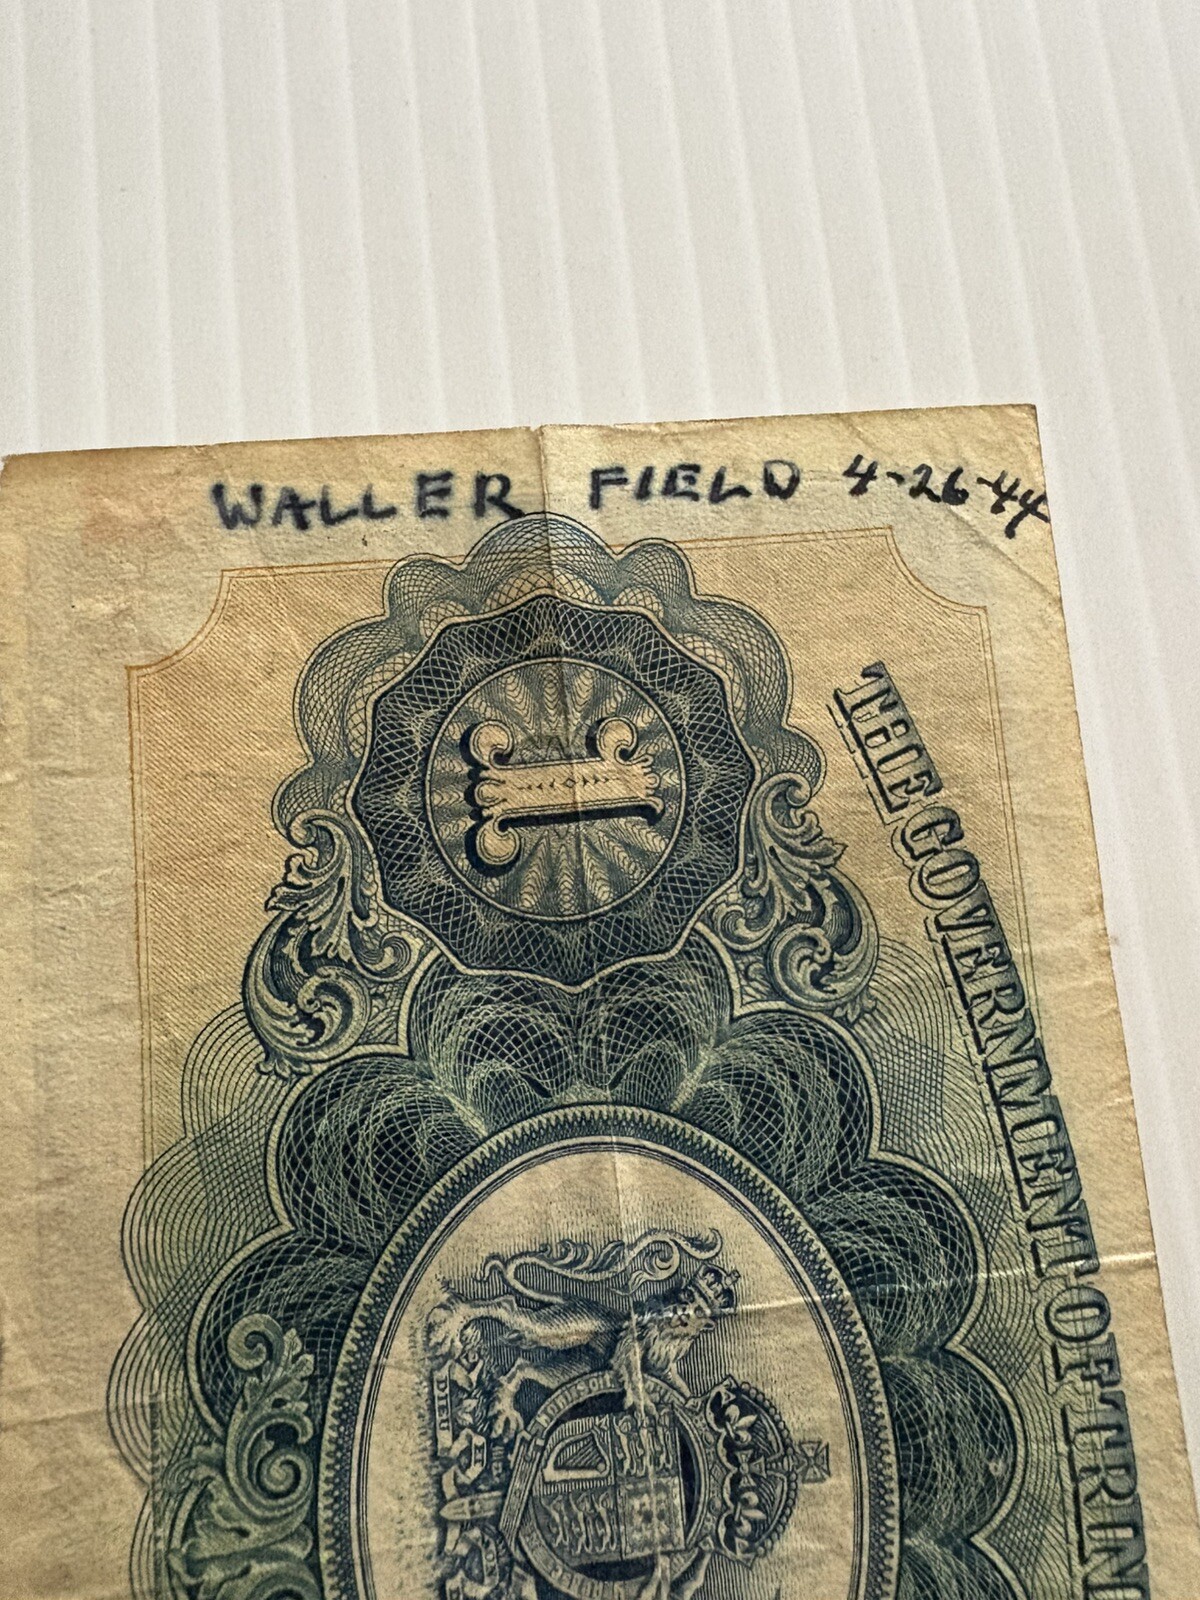 WALLER FIELD 4-26-44
1
THE GOVERNMENT OF TRIN
DIEU